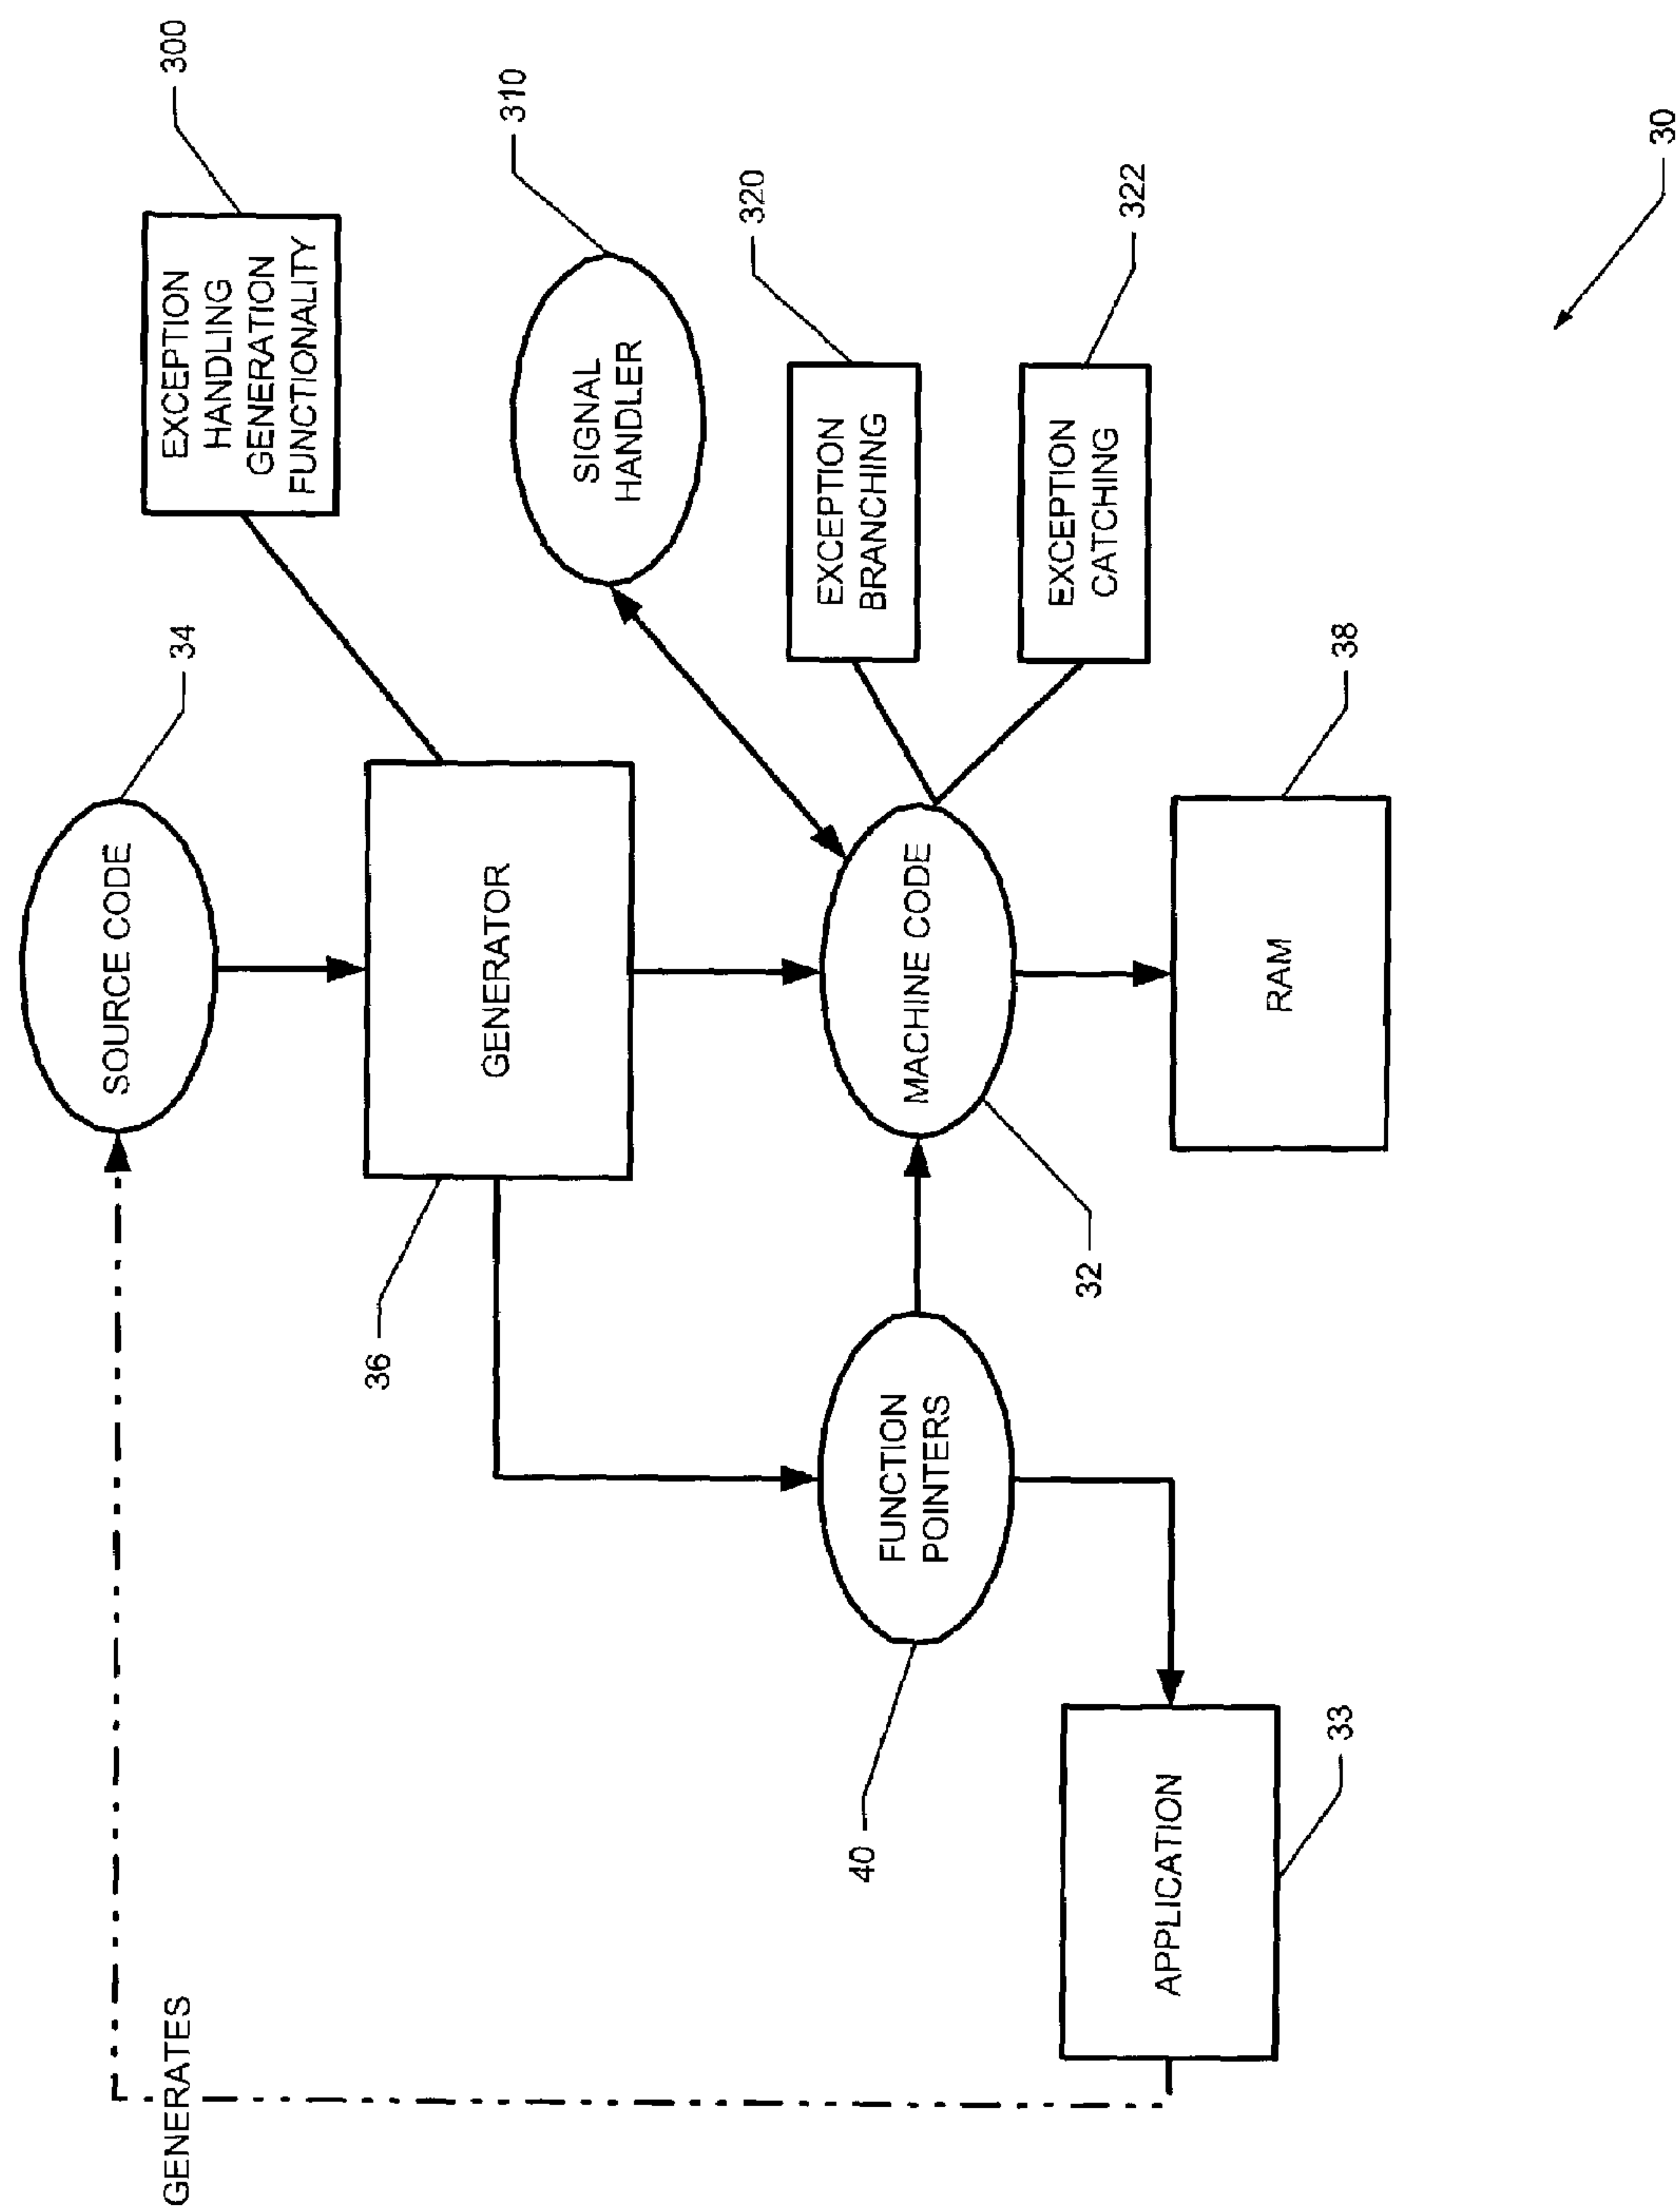 GENERATES
SOURCE CODE
34
EXCEPTION
HANDLING
GENERATION
FUNCTIONALITY
300
36
GENERATOR
SIGNAL
HANDLER
310
FUNCTION
POINTERS
40
MACHINE CODE
32
EXCEPTION
BRANCHING
320
EXCEPTION
CATCHING
322
APPLICATION
33
RAM
38
30